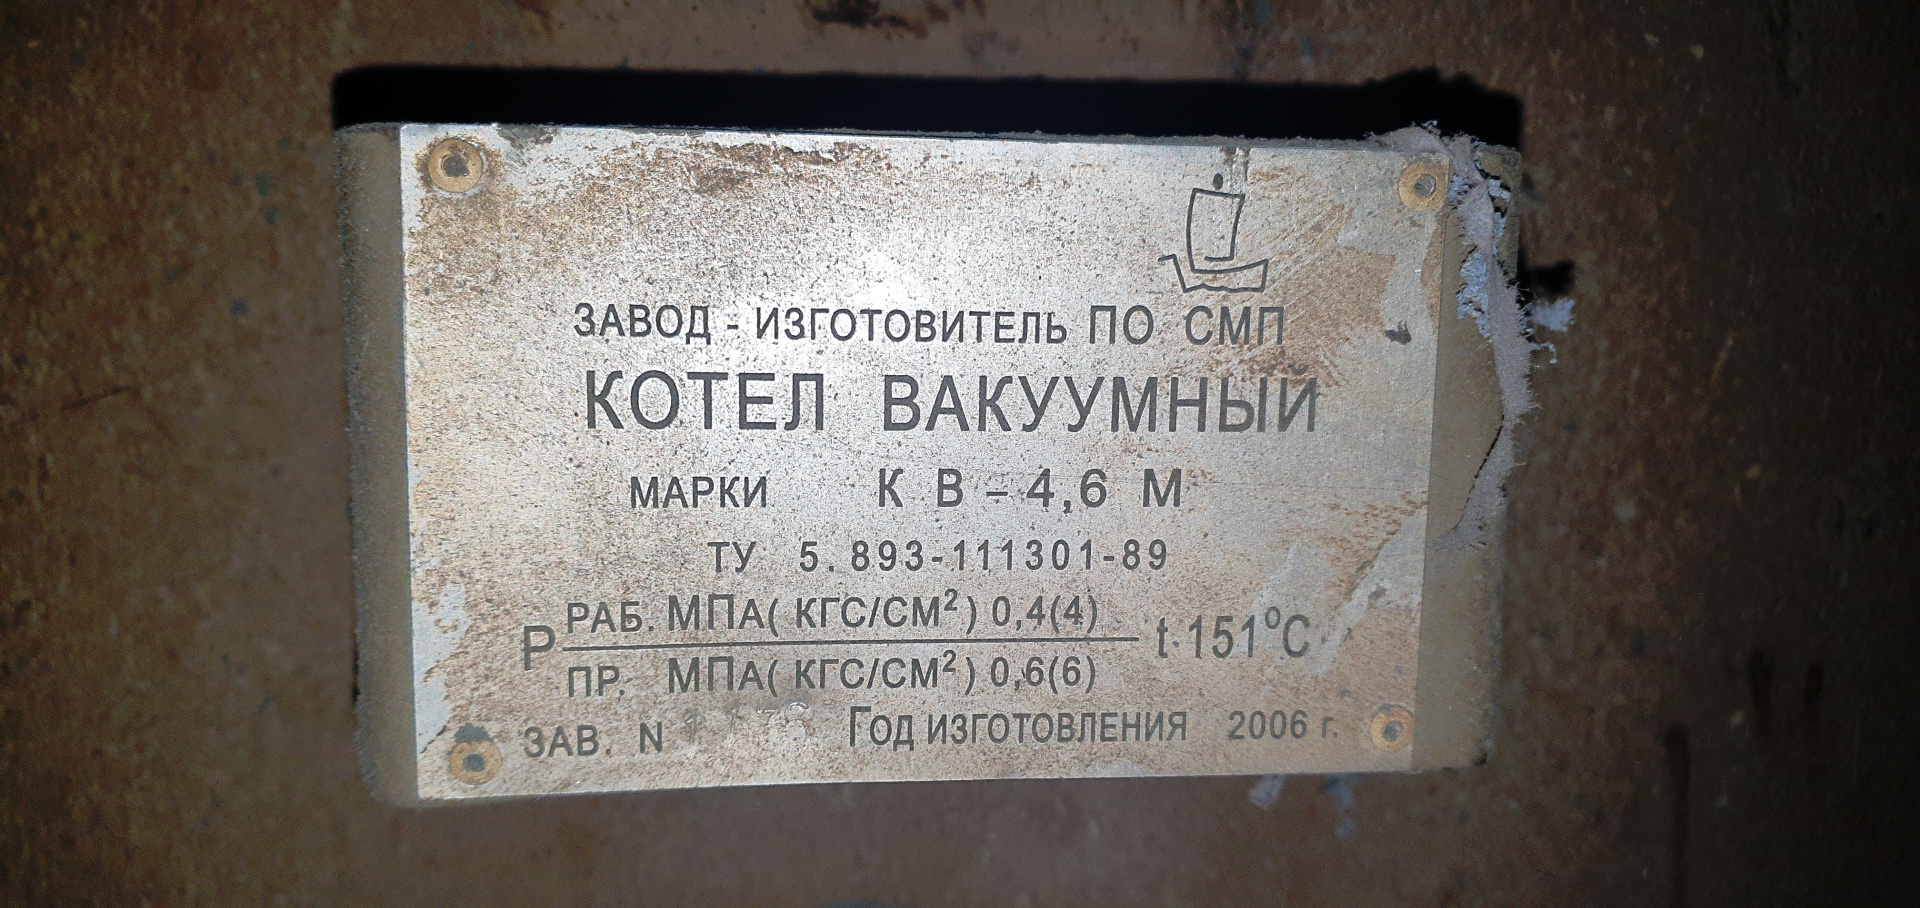 ЗАВОД - ИЗГОТОВИТЕЛЬ ПО СМП
КОТЕЛ ВАКУУМНЫЙ
МАРКИ К В - 4,6 М
ТУ 5. 893-111301-89
Р РАБ. МПА( КГС/СМ²) 0,4(4)
ПР. МПА( КГС/СМ²) 0,6(6)
t· 151°С
ЗАВ. N ГОД ИЗГОТОВЛЕНИЯ 2006 г.